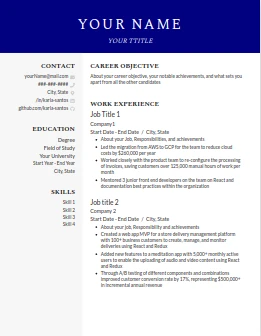 YOUR NAME
YOUR TTITLE
CONTACT
yourName@mail.com
###-###-####
City, State
/in/karla-santos
github.com/karla-santos
EDUCATION
Degree
Field of Study
Your University
Start Year - End Year
City, State
SKILLS
Skill 1
Skill 2
Skill 3
Skill 4
CAREER OBJECTIVE
About your career objective, your notable achievements, and what sets you
apart from all the other candidates
WORK EXPERIENCE
Job Title 1
Company1
Start Date - End Date / City, State
• About your Job, Responsibilities, and achievements
• Led the migration from AWS to GCP for the team to reduce cloud
costs by $260,000 per year
• Worked closely with the product team to re-configure the processing
of invoices, saving customers over 125,000 manual hours of work per
month
• Mentored 3 junior front end developers on the team on React and
documentation best practices within the organization
Job title 2
Company 2
Start Date - End Date / City, State
• About your Job, Responsibility and achievements
• Created a web app MVP for a store delivery management platform
with 100+ business customers to create, manage, and monitor
deliveries using React and Redux
• Added new features to a meditation app with 5,000+ monthly active
users to enable the uploading of audio and video content using React
and Redux
• Through A/B testing of different components and combinations
improved customer conversion rate by 17%, representing $300,000+
in incremental annual revenue